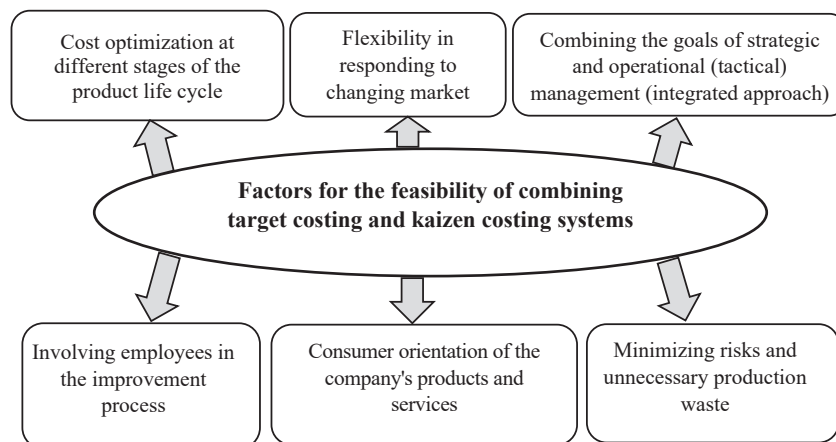 Cost optimization at
different stages of the
product life cycle
Flexibility in
responding to
changing market
Combining the goals of strategic
and operational (tactical)
management (integrated approach)
Factors for the feasibility of combining
target costing and kaizen costing systems
Involving employees in
the improvement
process
Consumer orientation of the
company's products and
services
Minimizing risks and
unnecessary production
waste